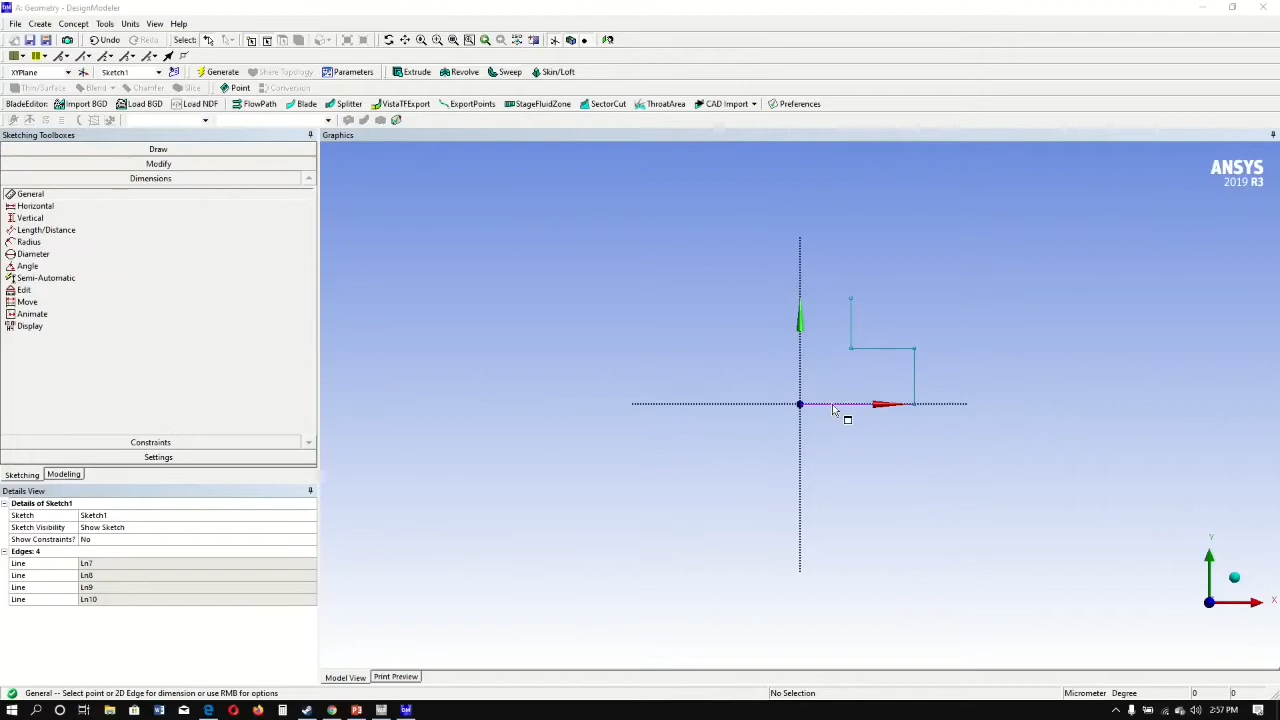 A: Geometry - DesignModeler
File Create Concept Tools Units View Help
Undo Redo Select:
XYPlane Sketch1 Generate Share Topology Parameters Extrude Revolve Sweep Skin/Loft
Thin/Surface Blend Chamfer Slice Point Conversion
BladeEditor: Import BGD Load BGD Load NDF FlowPath Blade Splitter VistaTFExport ExportPoints StageFluidZone SectorCut ThroatArea CAD Import Preferences
Sketching Toolboxes
Graphics
Draw
Modify
Dimensions
General
Horizontal
Vertical
Length/Distance
Radius
Diameter
Angle
Semi-Automatic
Edit
Move
Animate
Display
Constraints
Settings
Sketching Modeling
Details View
Details of Sketch1
Sketch Sketch1
Sketch Visibility Show Sketch
Show Constraints? No
Edges: 4
Line Ln7
Line Ln8
Line Ln9
Line Ln10
ANSYS
2019 R3
Y
X
Model View Print Preview
General -- Select point or 2D Edge for dimension or use RMB for options No Selection Micrometer Degree 0 0
2:57 PM